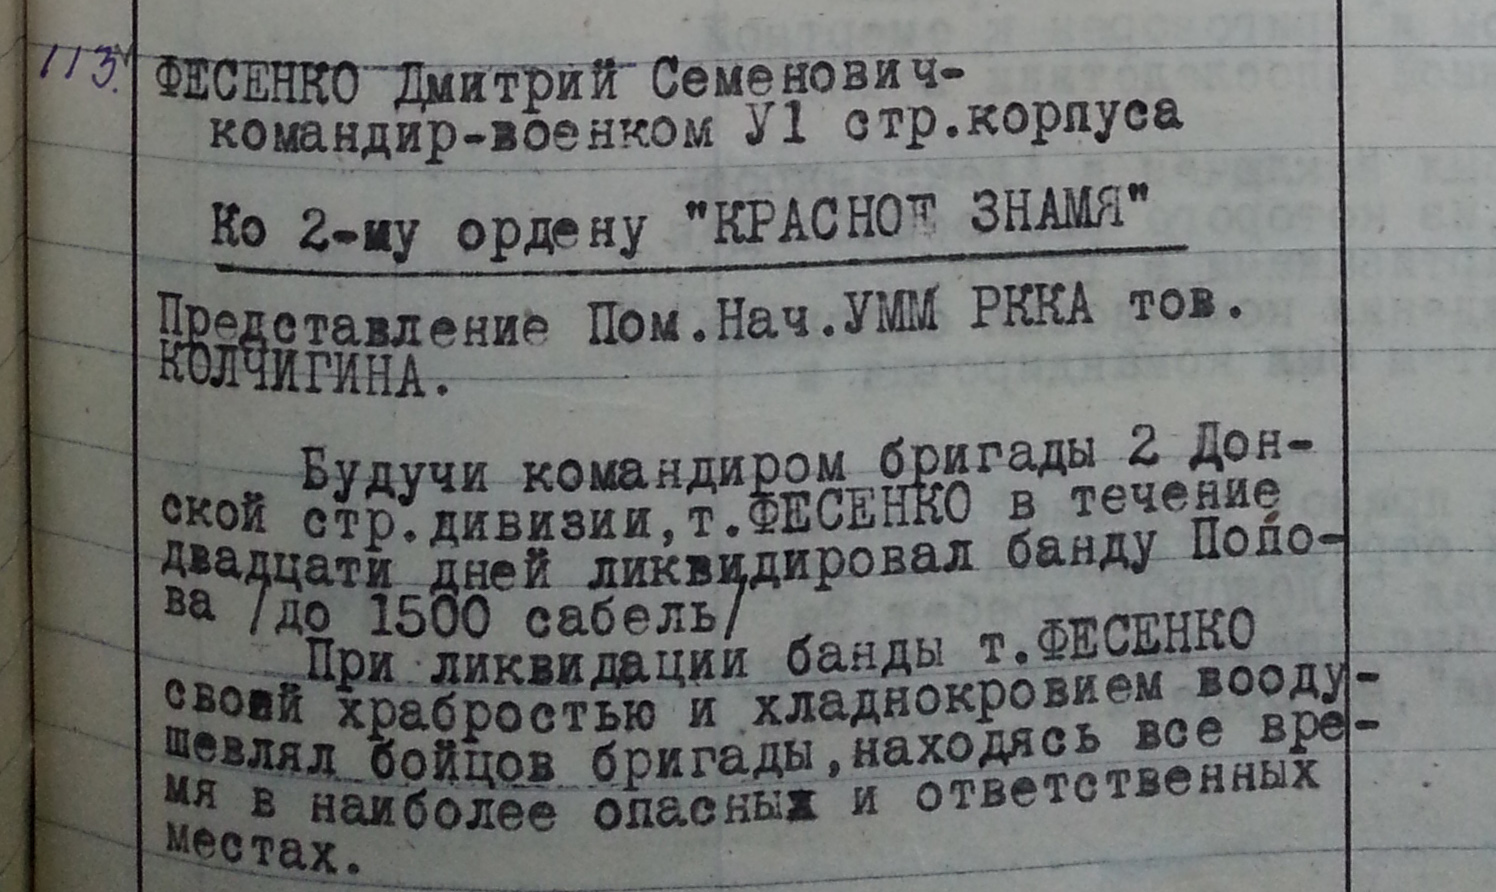 113.
ФЕСЕНКО Дмитрий Семенович-
командир-военком У1 стр.корпуса
Ко 2-му ордену "КРАСНОЕ ЗНАМЯ"
Представление Пом.Нач.УММ РККА тов.
КОЛЧИГИНА.
Будучи командиром бригады 2 Дон-
ской стр.дивизии,т.ФЕСЕНКО в течение
двадцати дней ликвидировал банду Попо-
ва /до 1500 сабель/
При ликвидации банды т.ФЕСЕНКО
своей храбростью и хладнокровием вооду-
шевлял бойцов бригады,находясь все вре-
мя в наиболее опасных и ответственных
местах.